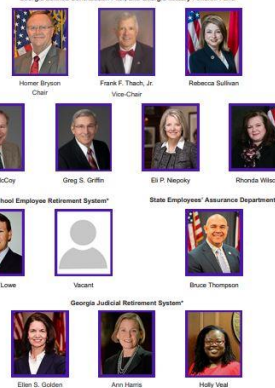 Homer Bryson
Chair
Frank F. Thach, Jr.
Vice-Chair
Rebecca Sullivan
McCoy
Greg S. Griffin
Eli P. Niepoky
Rhonda Wilson
School Employee Retirement System*
State Employees' Assurance Department
Lowe
Vacant
Bruce Thompson
Georgia Judicial Retirement System*
Ellen S. Golden
Ann Harris
Holly Veal